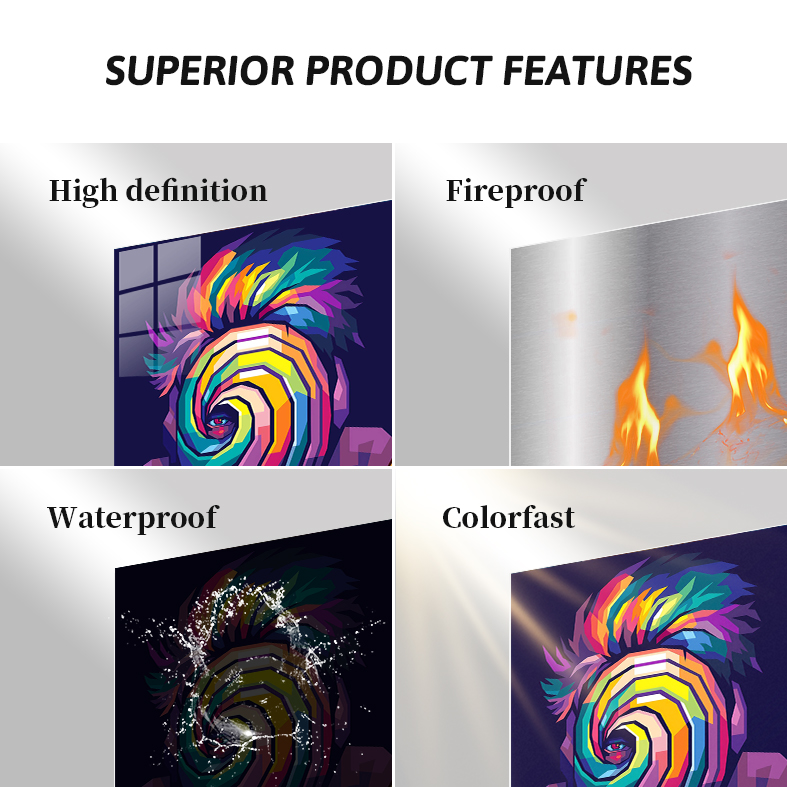 SUPERIOR PRODUCT FEATURES
High definition
Fireproof
Waterproof
Colorfast